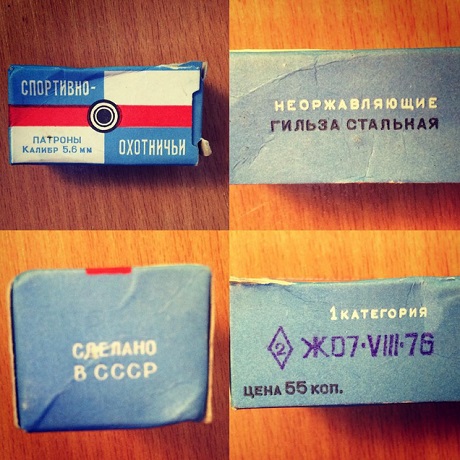 СПОРТИВНО-
ПАТРОНЫ
КАЛИБР 5,6 ММ
ОХОТНИЧЬИ
НЕОРЖАВЛЯЮЩИЕ
ГИЛЬЗА СТАЛЬНАЯ
СДЕЛАНО
В СССР
1 КАТЕГОРИЯ
2 Ж07·VIII·76
ЦЕНА 55 КОП.